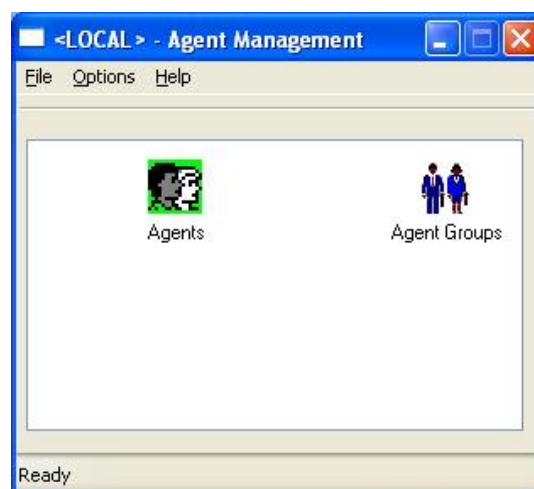 <LOCAL> - Agent Management
File Options Help
Agents Agent Groups
Ready